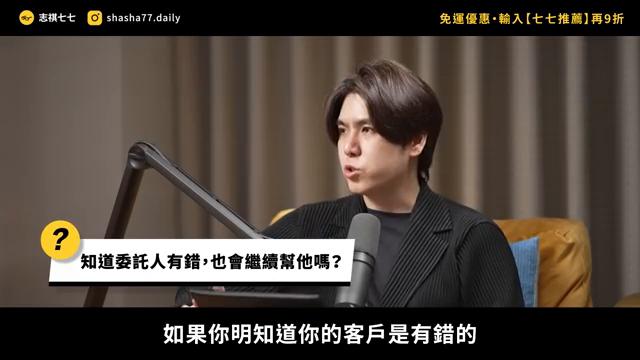 志祺七七 shasha77.daily 免運優惠・輸入【七七推薦】再9折
?
知道委託人有錯，也會繼續幫他嗎？
如果你明知道你的客戶是有錯的